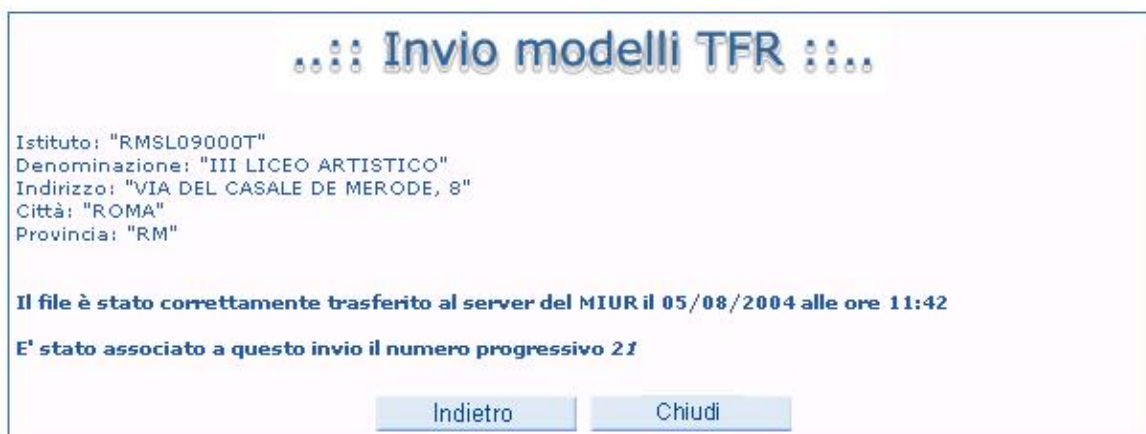 ..:: Invio modelli TFR ::..
Istituto: "RMSL09000T"
Denominazione: "III LICEO ARTISTICO"
Indirizzo: "VIA DEL CASALE DE MERODE, 8"
Città: "ROMA"
Provincia: "RM"
Il file è stato correttamente trasferito al server del MIUR il 05/08/2004 alle ore 11:42
E' stato associato a questo invio il numero progressivo 21
Indietro Chiudi